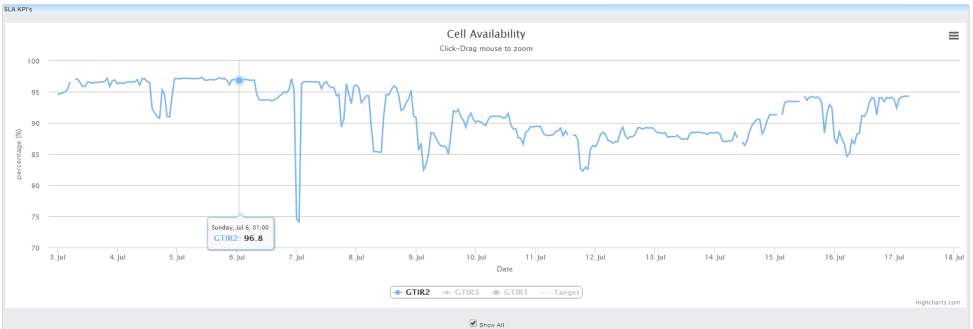 SLA KPI's
Cell Availability
Click-Drag mouse to zoom
100
95
90
85
80
75
70
percentage (%)
Sunday, Jul 6, 01:00
GTIR2: 96.8
3. Jul
4. Jul
5. Jul
6. Jul
7. Jul
8. Jul
9. Jul
10. Jul
11. Jul
12. Jul
13. Jul
14. Jul
15. Jul
16. Jul
17. Jul
18. Jul
Date
GTIR2 GTIR3 GTIR1 Target
Highcharts.com
Show All